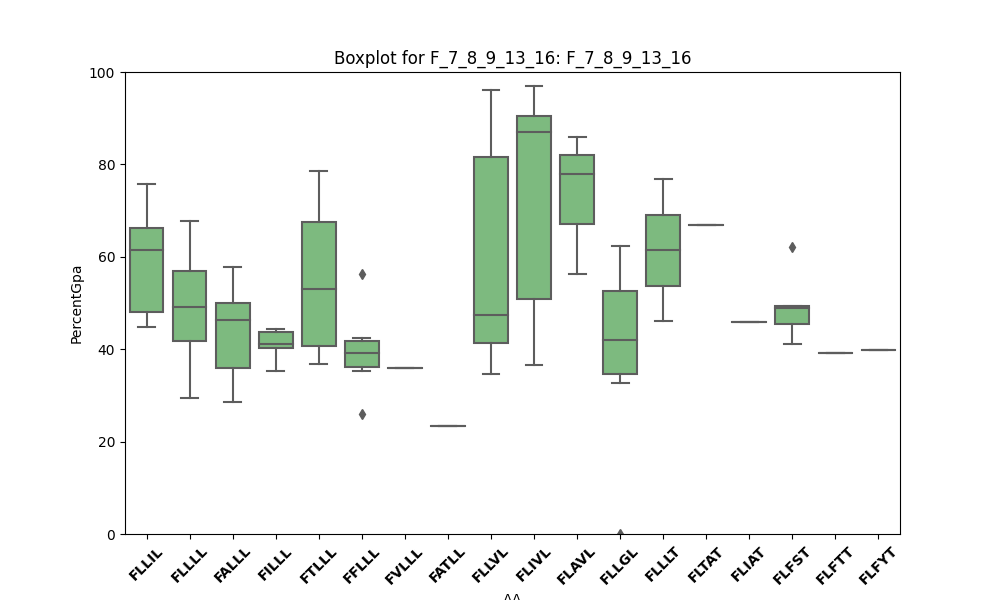 Boxplot for F_7_8_9_13_16: F_7_8_9_13_16
PercentGpa
100
80
60
40
20
0
FLLIL
FLLLL
FALLL
FILLL
FTLLL
FFLLL
FVLLL
FATLL
FLLVL
FLIVL
FLAVL
FLLGL
FLLLT
FLTAT
FLIAT
FLFST
FLFTT
FLFYT
AA